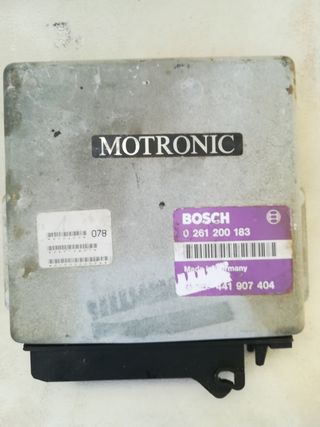 MOTRONIC
078
BOSCH
0 261 200 183
Made in Germany
441 907 404